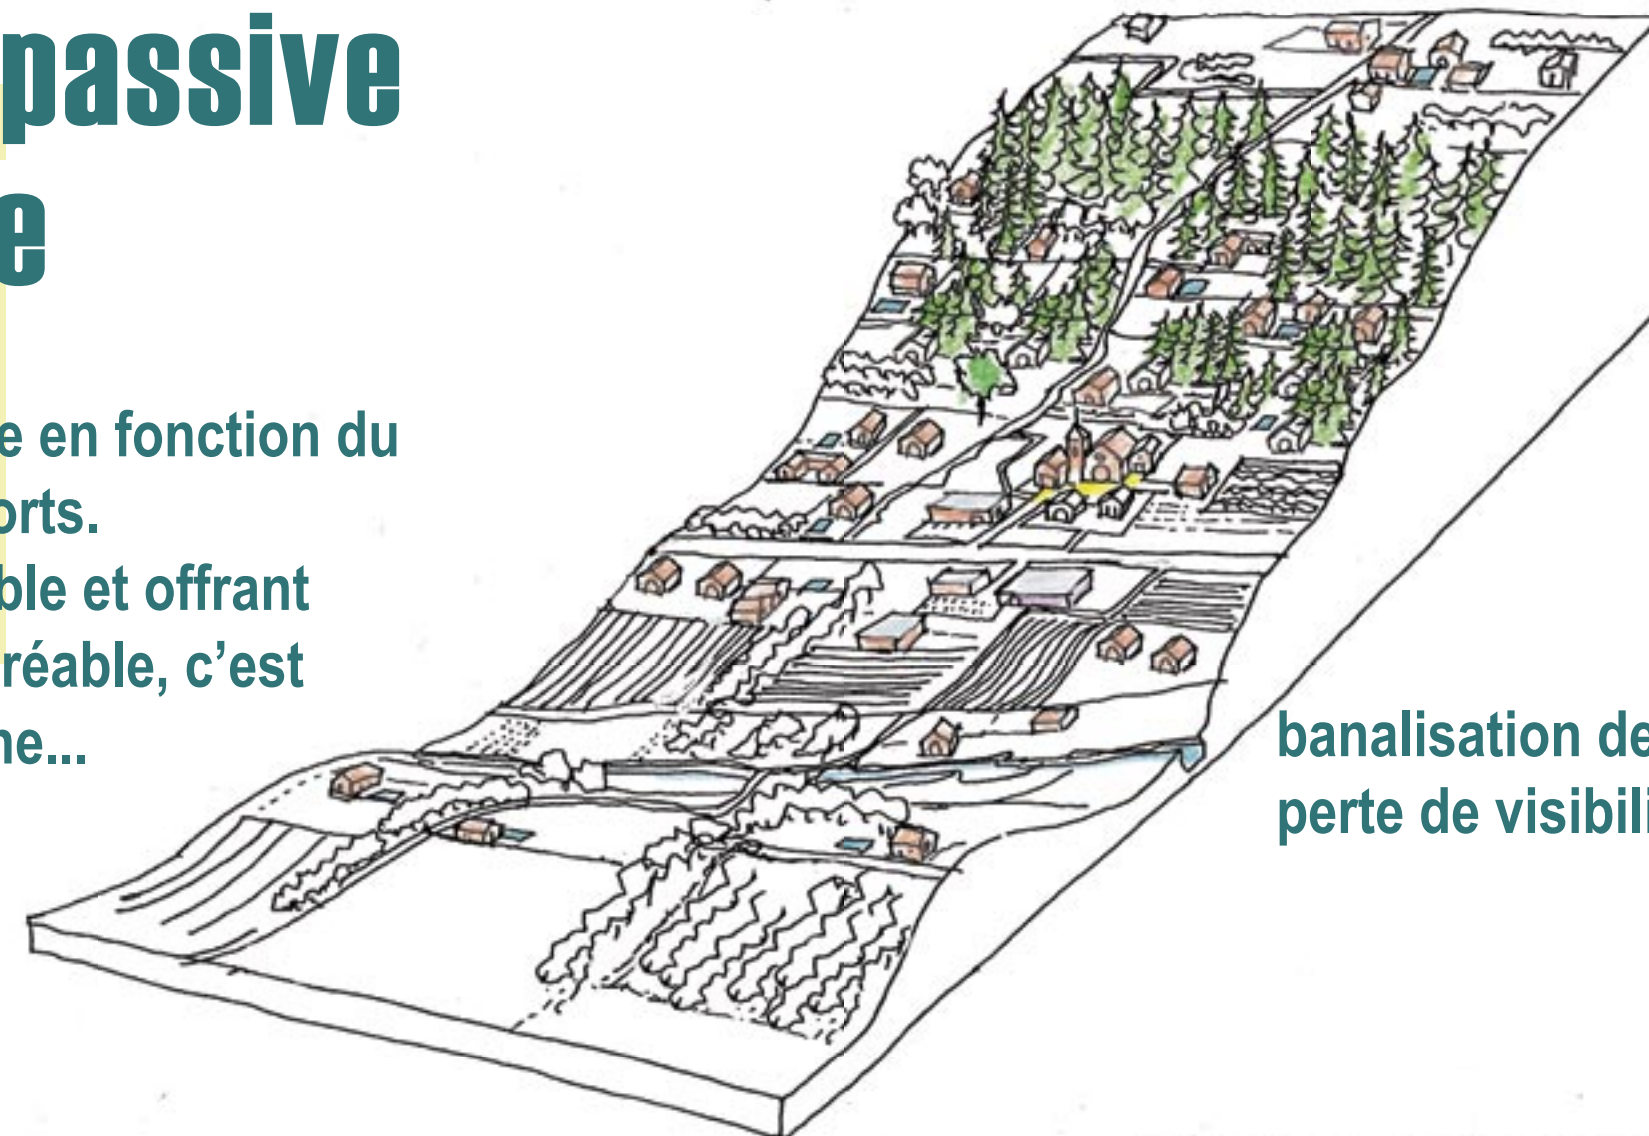 passive
e
e en fonction du
orts.
ble et offrant
réable, c'est
ne...
banalisation de
perte de visibili